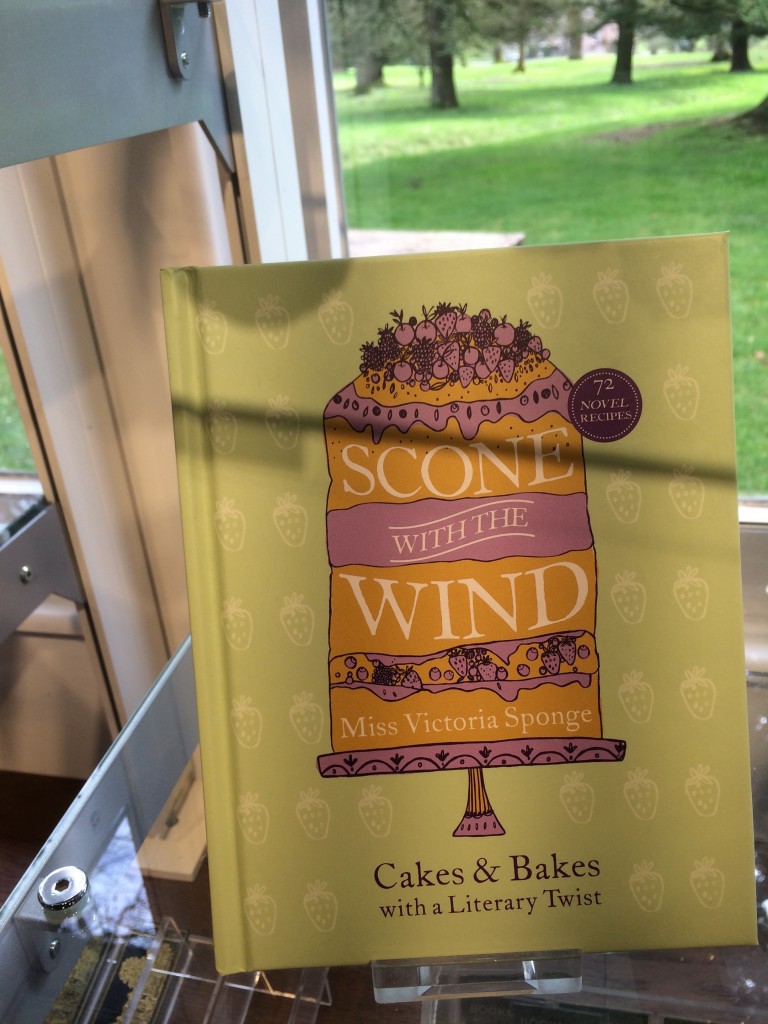 72
NOVEL
RECIPES
SCONE
WITH THE
WIND
Miss Victoria Sponge
Cakes & Bakes
with a Literary Twist